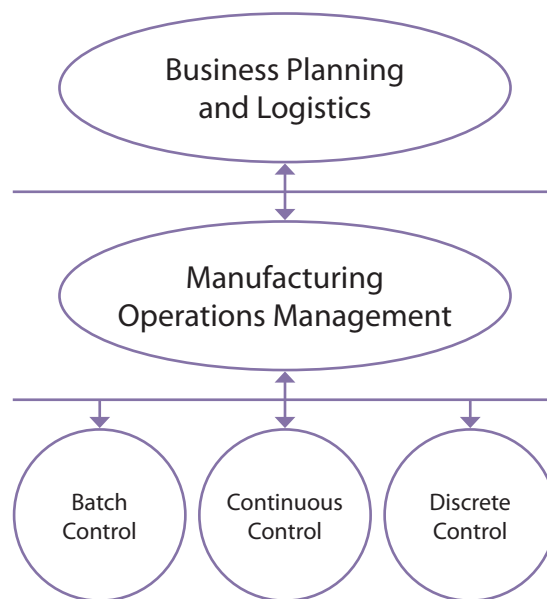 Business Planning
and Logistics
Manufacturing
Operations Management
Batch
Control
Continuous
Control
Discrete
Control